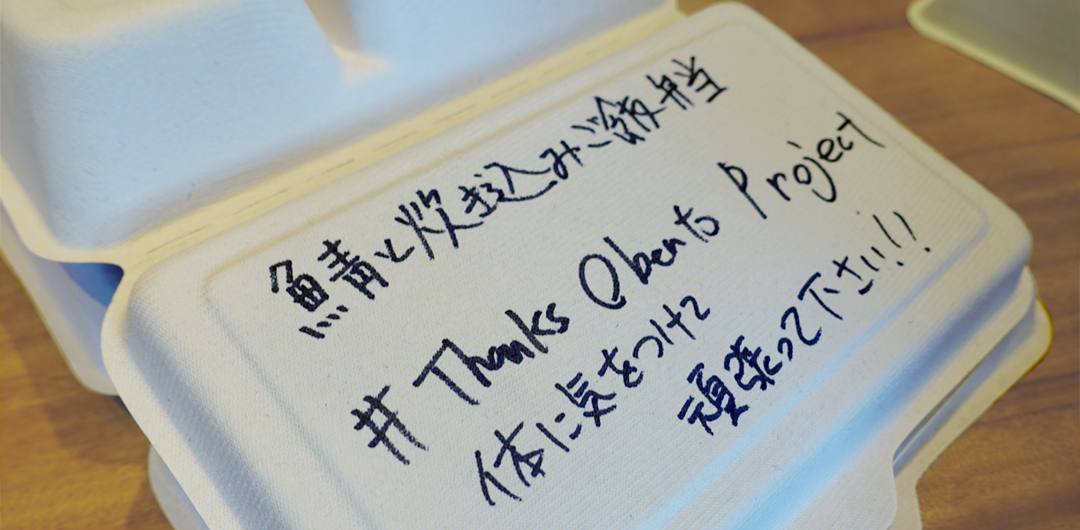 鯖と炊き込みご飯弁当
# Thanks Obento Project
体に気をつけて
頑張って下さい!!